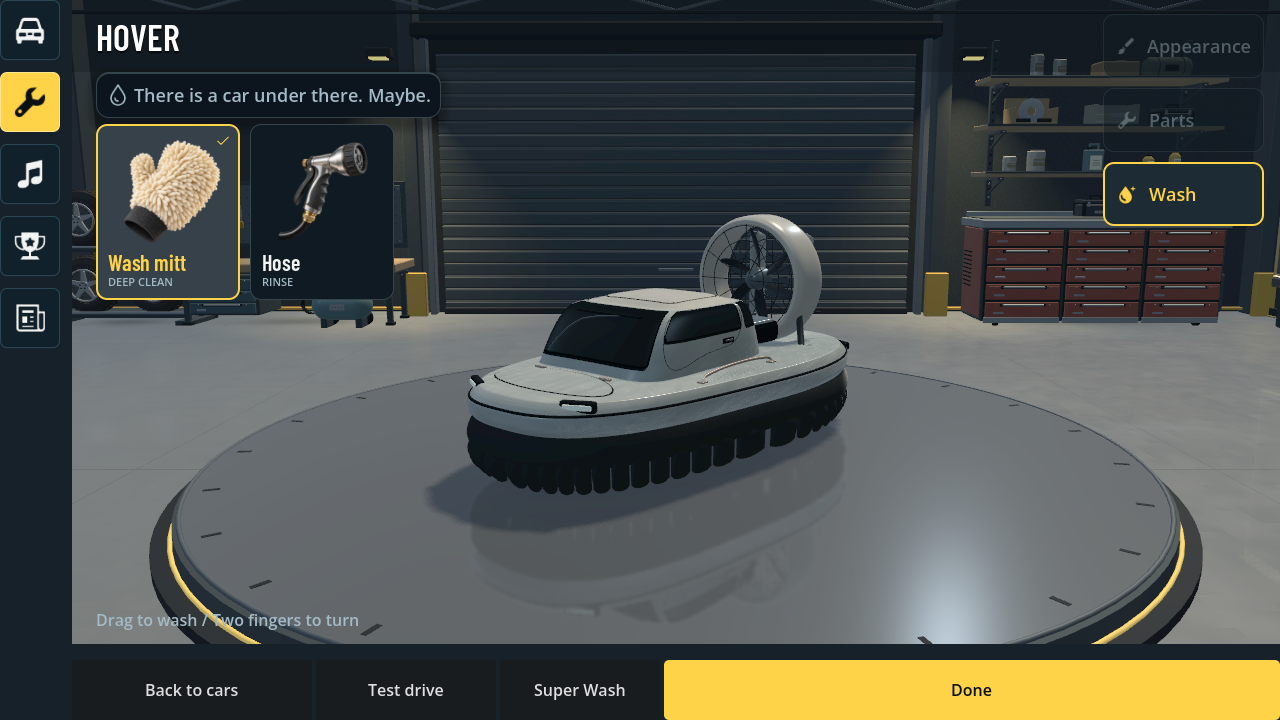 HOVER
There is a car under there. Maybe.
Wash mitt
DEEP CLEAN
Hose
RINSE
Appearance
Parts
Wash
Drag to wash / Two fingers to turn
Back to cars
Test drive
Super Wash
Done